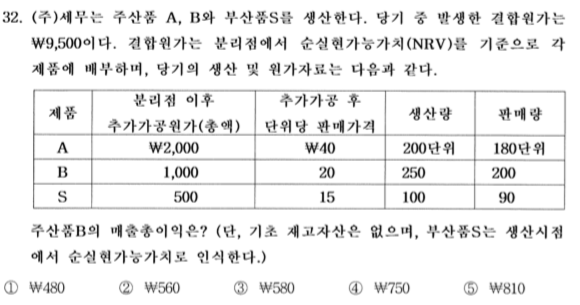 32. (주)세무는 주산품 A, B와 부산품S를 생산한다. 당기 중 발생한 결합원가는
₩9,500이다. 결합원가는 분리점에서 순실현가능가치(NRV)를 기준으로 각
제품에 배부하며, 당기의 생산 및 원가자료는 다음과 같다.
제품 분리점 이후 추가가공원가(총액) 추가가공 후 단위당 판매가격 생산량 판매량
A ₩2,000 ₩40 200단위 180단위
B 1,000 20 250 200
S 500 15 100 90
주산품B의 매출총이익은? (단, 기초 재고자산은 없으며, 부산품S는 생산시점
에서 순실현가능가치로 인식한다.)
① ₩480 ② ₩560 ③ ₩580 ④ ₩750 ⑤ ₩810